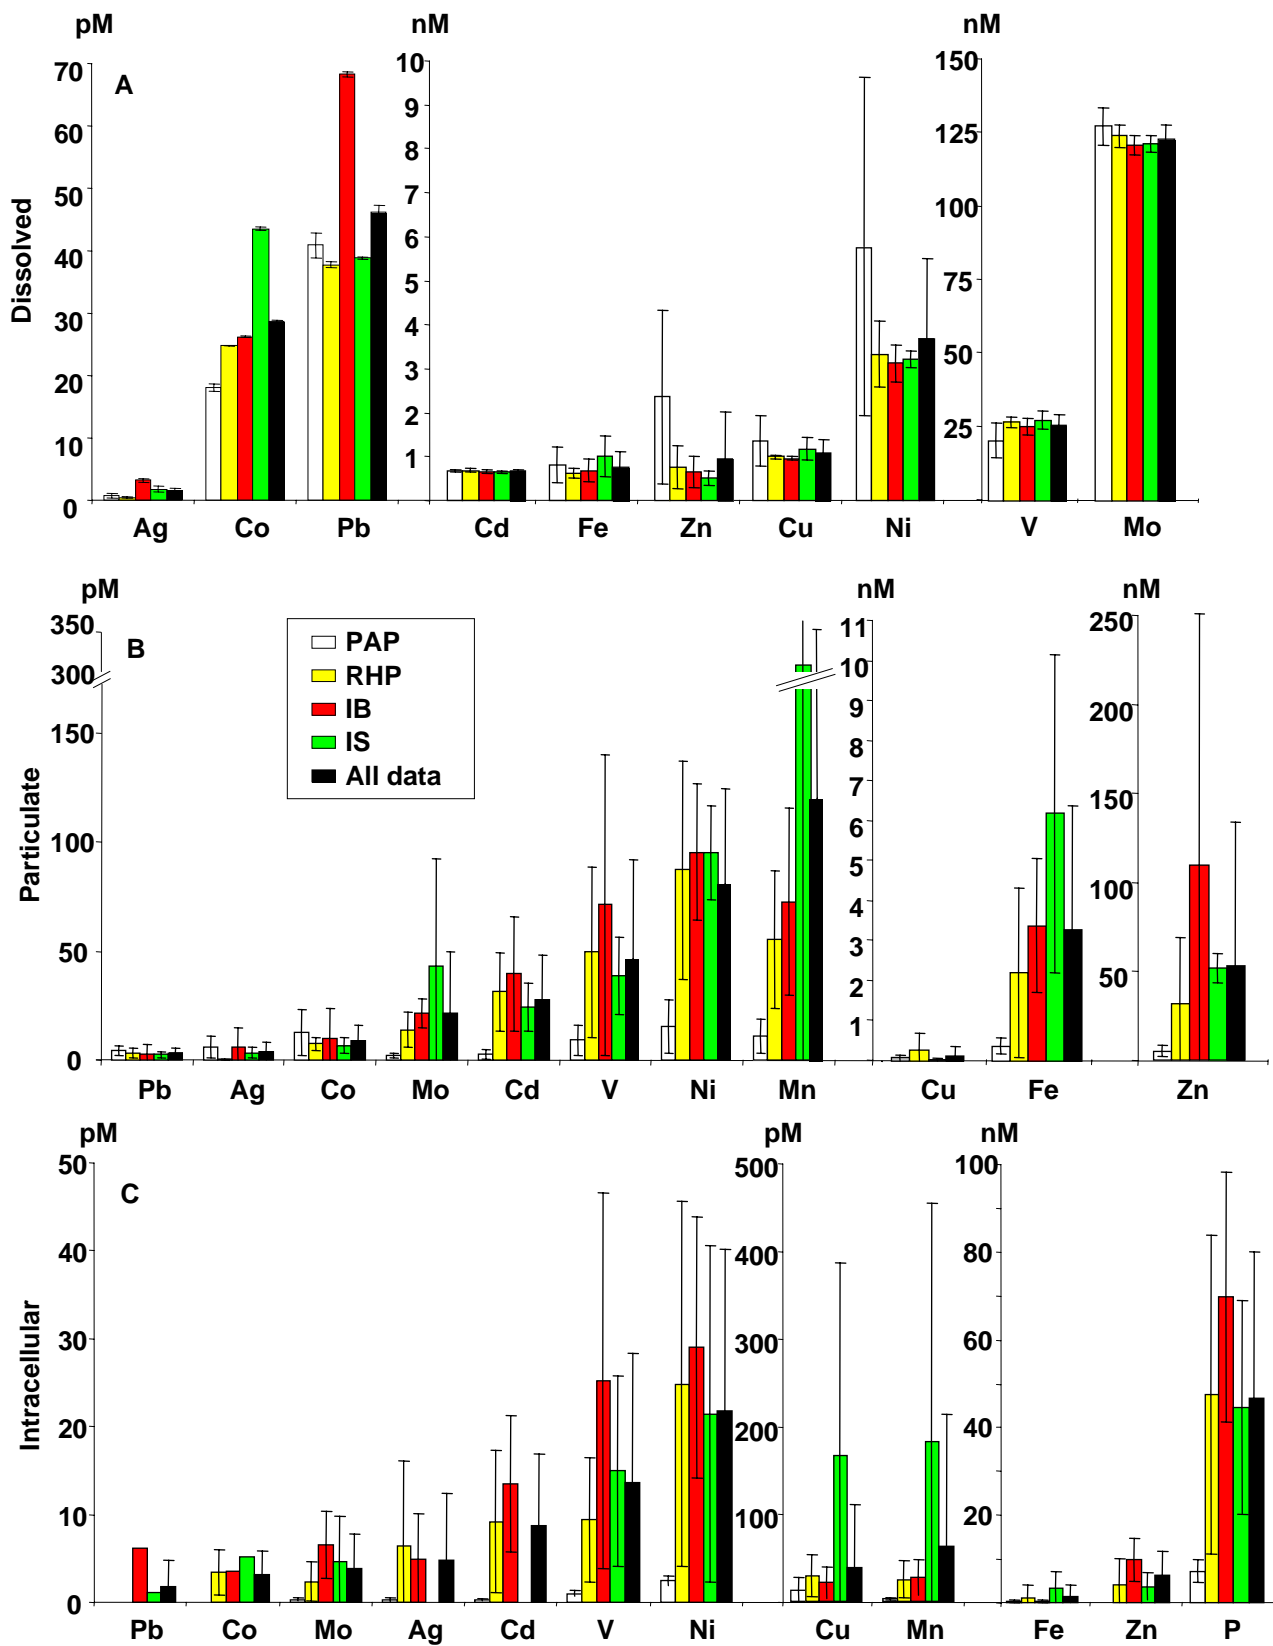 pM
nM
nM
A
Dissolved
70
60
50
40
30
20
10
0
10
9
8
7
6
5
4
3
2
1
150
125
100
75
50
25
Ag Co Pb Cd Fe Zn Cu Ni V Mo
pM
nM
nM
B
Particulate
350
300
150
100
50
0
PAP
RHP
IB
IS
All data
11
10
9
8
7
6
5
4
3
2
1
250
200
150
100
50
Pb Ag Co Mo Cd V Ni Mn Cu Fe Zn
pM
pM
nM
C
Intracellular
50
40
30
20
10
0
500
400
300
200
100
100
80
60
40
20
Pb Co Mo Ag Cd V Ni Cu Mn Fe Zn P